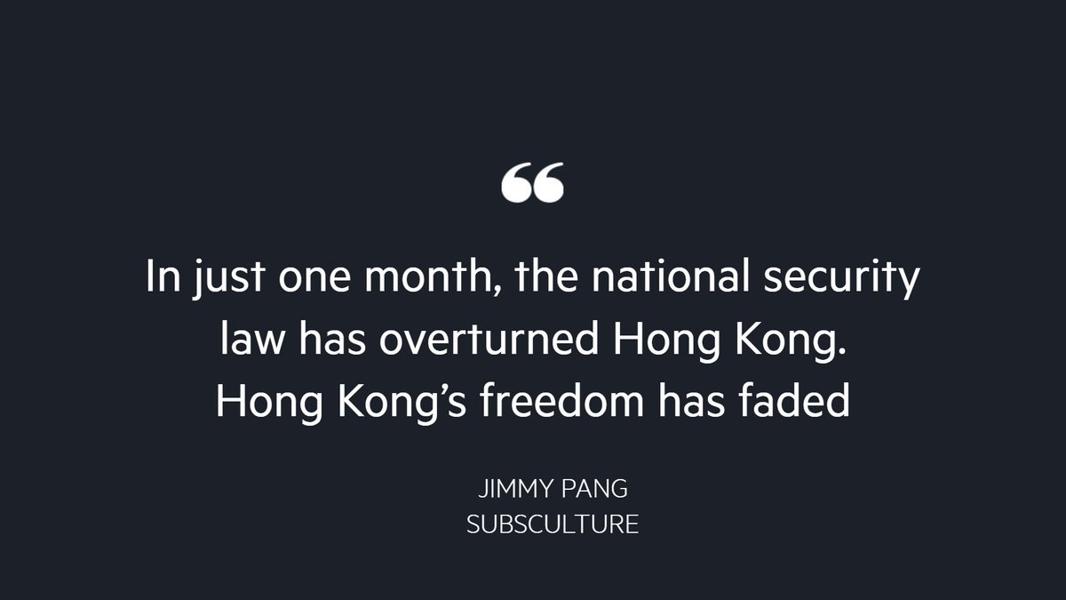 “
In just one month, the national security
law has overturned Hong Kong.
Hong Kong’s freedom has faded
JIMMY PANG
SUBSCULTURE